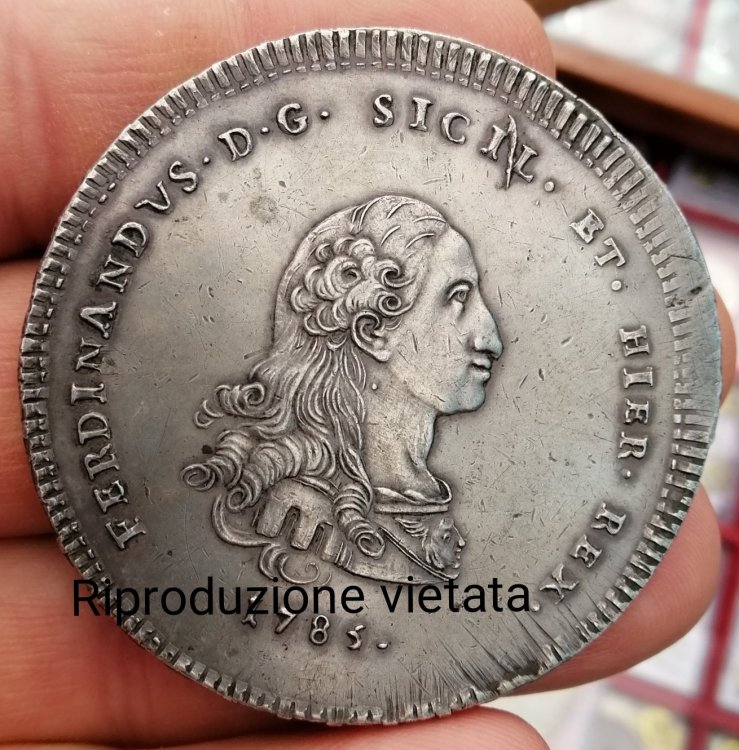 FERDINANDVS·D·G· SICIL· ET· HIER· REX·
Riproduzione vietata
1785.